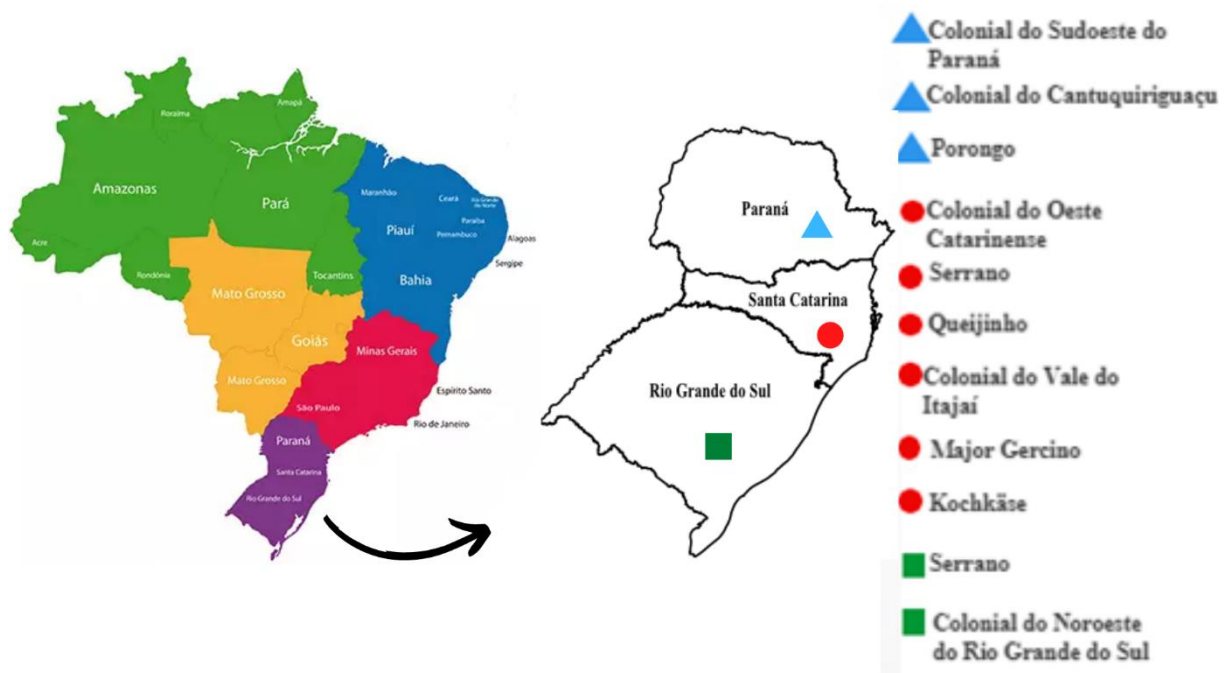 Roraima
Amapá
Amazonas
Pará
Acre
Rondônia
Tocantins
Maranhão
Ceará
Rio Grande
do Norte
Paraíba
Piauí
Pernambuco
Alagoas
Sergipe
Bahia
Mato Grosso
Goiás
Mato Grosso
Minas Gerais
Espírito Santo
São Paulo
Rio de Janeiro
Paraná
Santa Catarina
Rio Grande do Sul
Paraná
Santa Catarina
Rio Grande do Sul
Colonial do Sudoeste do
Paraná
Colonial do Cantuquiriguaçu
Porongo
Colonial do Oeste
Catarinense
Serrano
Queijinho
Colonial do Vale do
Itajaí
Major Gercino
Kochkäse
Serrano
Colonial do Noroeste
do Rio Grande do Sul